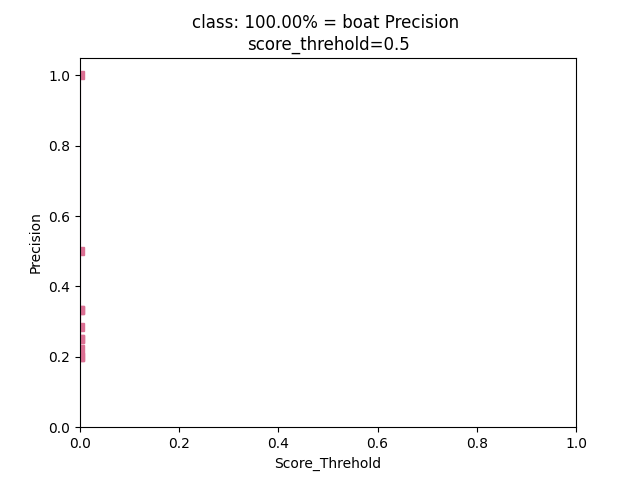 class: 100.00% = boat Precision
score_threhold=0.5
1.0
0.8
0.6
0.4
0.2
0.0
Precision
0.0 0.2 0.4 0.6 0.8 1.0
Score_Threhold